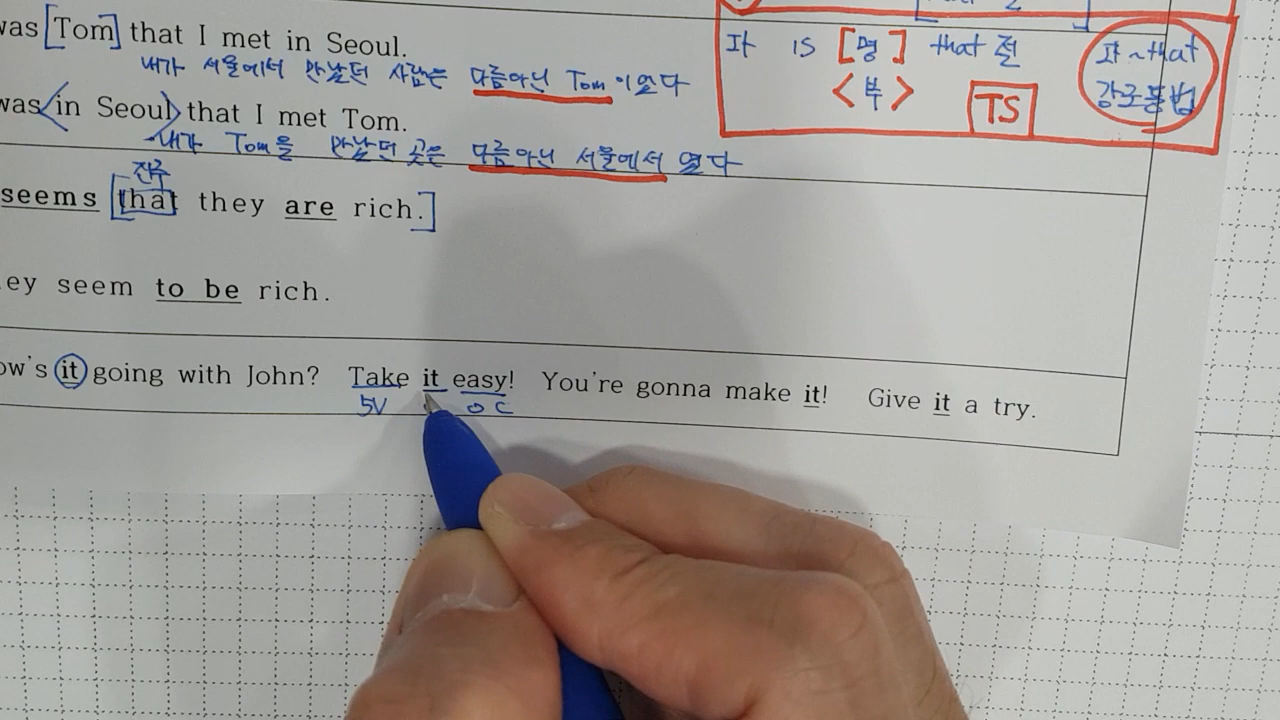 was [Tom] that I met in Seoul.
내가 서울에서 만났던 사람은 다름아닌 Tom 이었다
was <in Seoul> that I met Tom.
내가 Tom을 만났던 곳은 다름아닌 서울에서 였다
It is [명] that 절
<부>
TS
It ~ that
강조용법
진주
seems [that they are rich.]
ey seem to be rich.
ow's it going with John? Take it easy! You're gonna make it! Give it a try.
5V OC